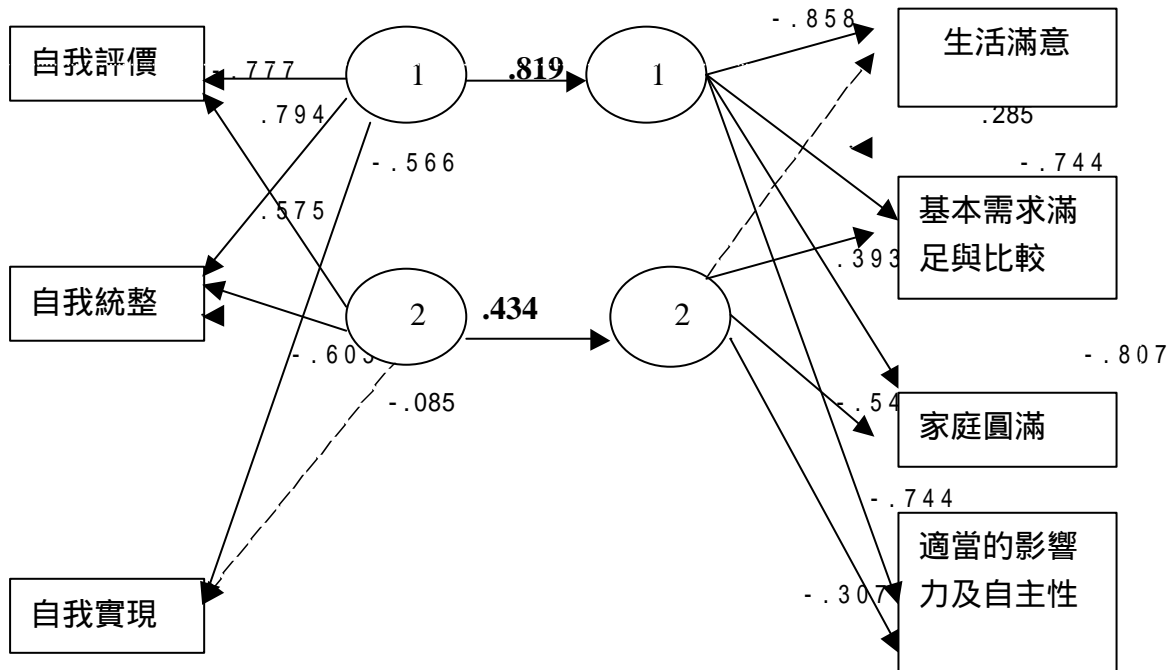 -.858
自我評價
-.777
1
.819
1
生活滿意
.794
.285
-.566
-.744
.575
基本需求滿
足與比較
.393
自我統整
2
.434
2
-.603
-.807
-.085
-.54
家庭圓滿
-.744
適當的影響
力及自主性
-.307
自我實現